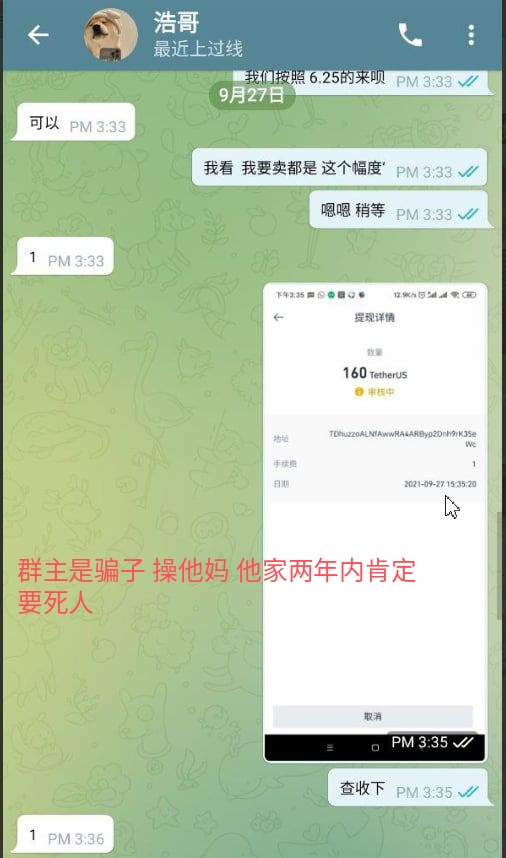 浩哥
最近上过线
我们按照 6.25的来呗 PM 3:33
9月27日
可以 PM 3:33
我看 我要卖都是 这个幅度‘ PM 3:33
嗯嗯 稍等 PM 3:33
1 PM 3:33
下午3:35 12.9K/s
提现详情
数量
160 TetherUS
审核中
地址 TDhuzzoALNfAwwRA4ARByp2Dnh9rK3Se
Wc
手续费 1
日期 2021-09-27 15:35:20
群主是骗子 操他妈 他家两年内肯定
要死人
取消
PM 3:35
查收下 PM 3:35
1 PM 3:36